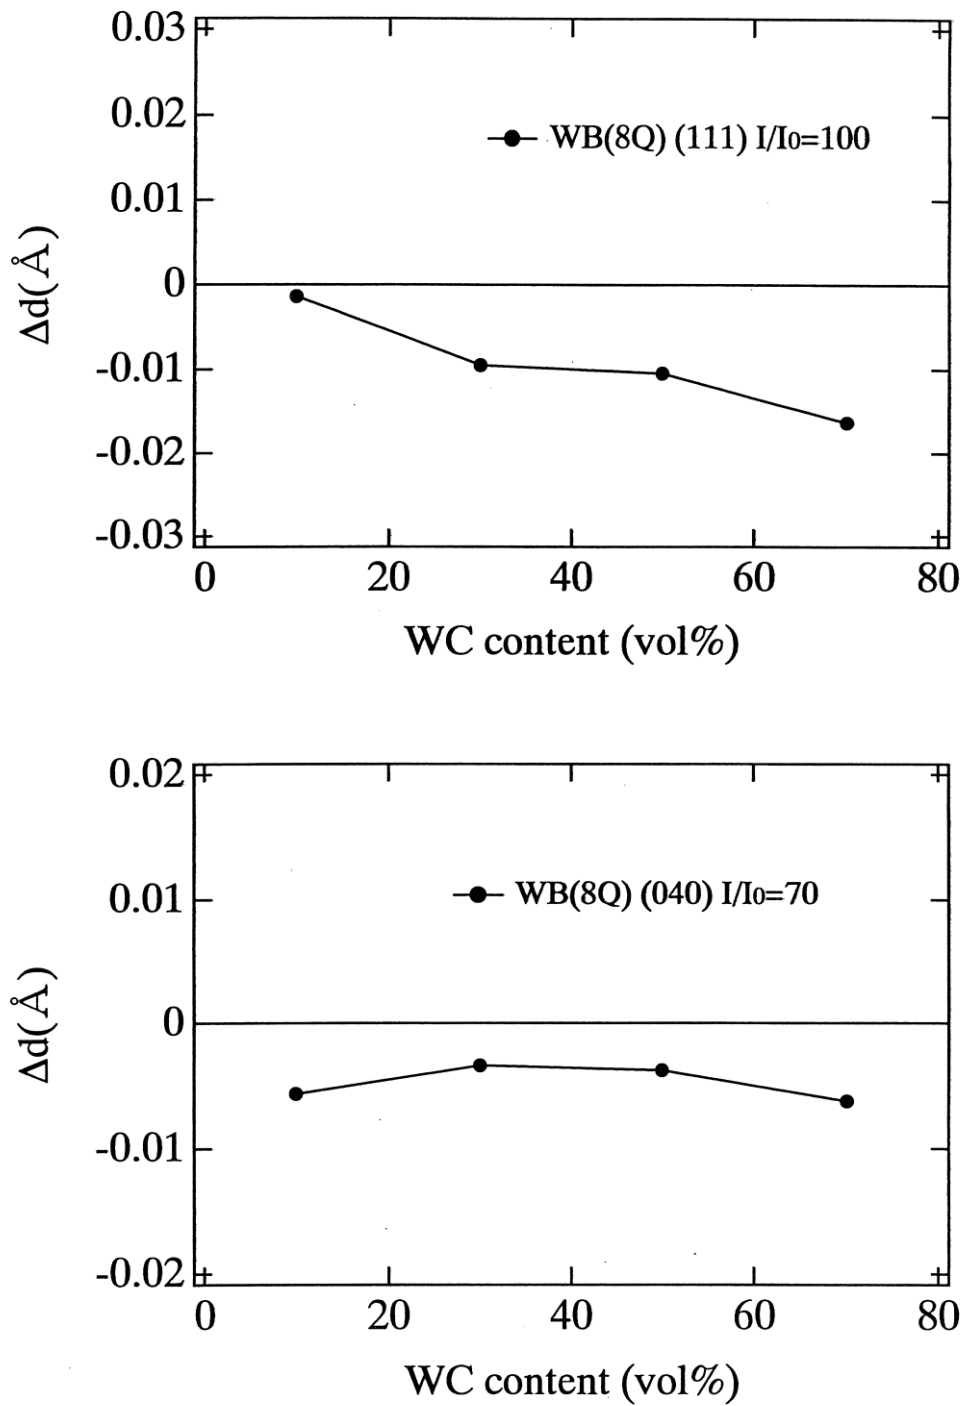 0.03
0.02
WB(8Q) (111) I/I0=100
0.01
0
-0.01
-0.02
-0.03
Δd(Å)
0 20 40 60 80
WC content (vol%)
0.02
0.01
WB(8Q) (040) I/I0=70
0
-0.01
-0.02
Δd(Å)
0 20 40 60 80
WC content (vol%)